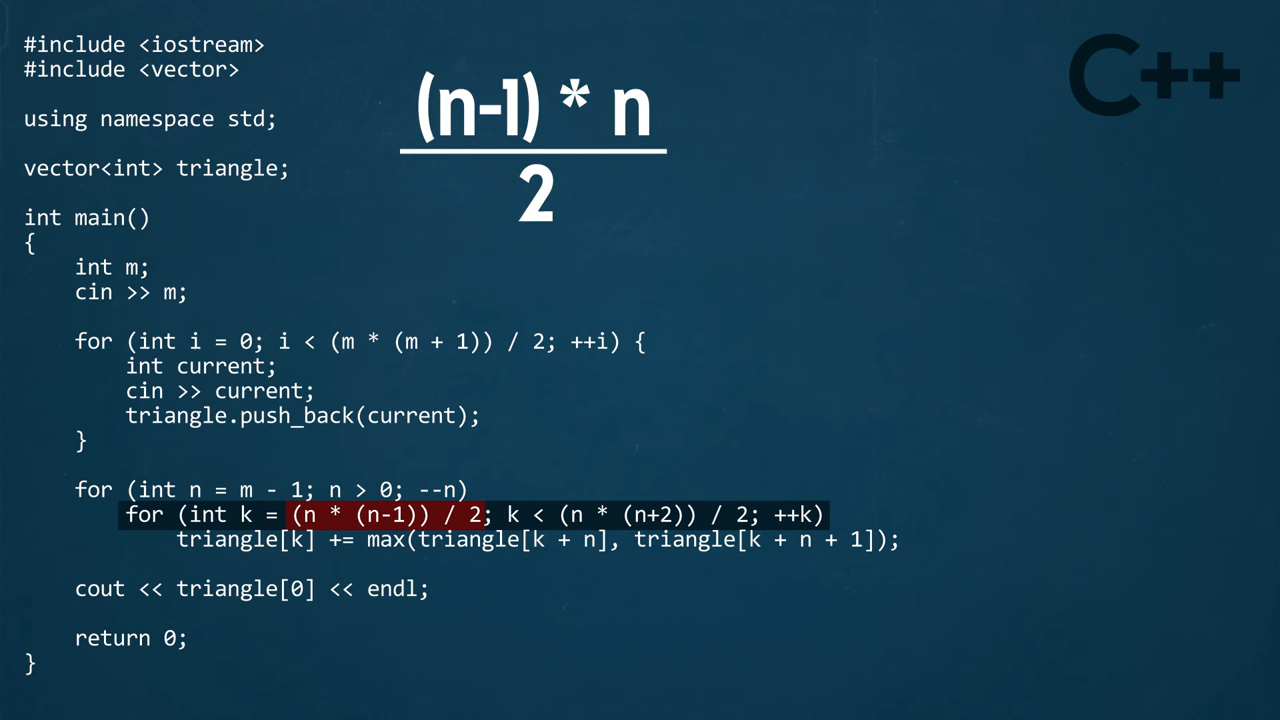 #include <iostream>
#include <vector>
using namespace std;
vector<int> triangle;
int main()
{
    int m;
    cin >> m;
    for (int i = 0; i < (m * (m + 1)) / 2; ++i) {
        int current;
        cin >> current;
        triangle.push_back(current);
    }
    for (int n = m - 1; n > 0; --n)
        for (int k = (n * (n-1)) / 2; k < (n * (n+2)) / 2; ++k)
            triangle[k] += max(triangle[k + n], triangle[k + n + 1]);
    cout << triangle[0] << endl;
    return 0;
}
(n-1) * n
2
C++